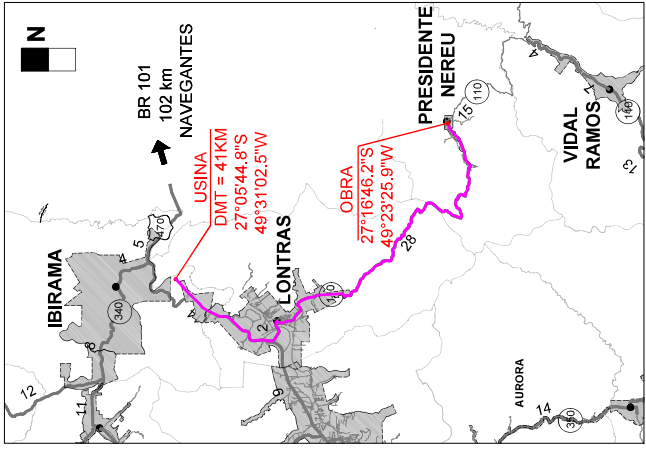 N
BR 101
102 km
NAVEGANTES
USINA
DMT = 41KM
27°05'44.8"S
49°31'02.5"W
OBRA
27°16'46.2"S
49°23'25.9"W
PRESIDENTE
NEREU
15
110
4
VIDAL
RAMOS
110
13
IBIRAMA
470
5
4
340
8
12
11
LONTRAS
4
2
9
28
AURORA
14
350